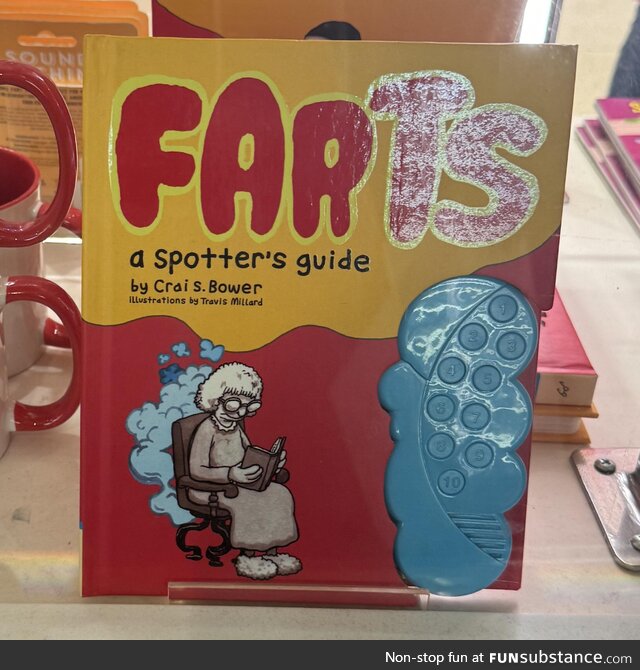 SOUND
FARTS
a spotter's guide
by Crai S. Bower
illustrations by Travis Millard
1
2
3
4
5
6
7
8
9
10
Non-stop fun at FUNsubstance.com